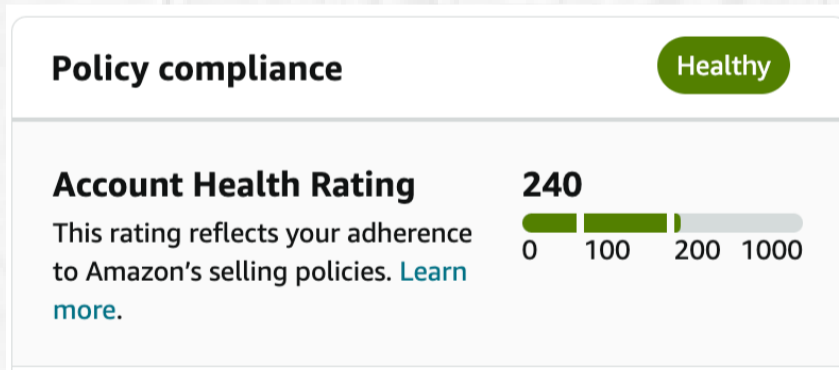 Policy compliance
Healthy
Account Health Rating
240
This rating reflects your adherence
to Amazon’s selling policies. Learn
more.
0 100 200 1000